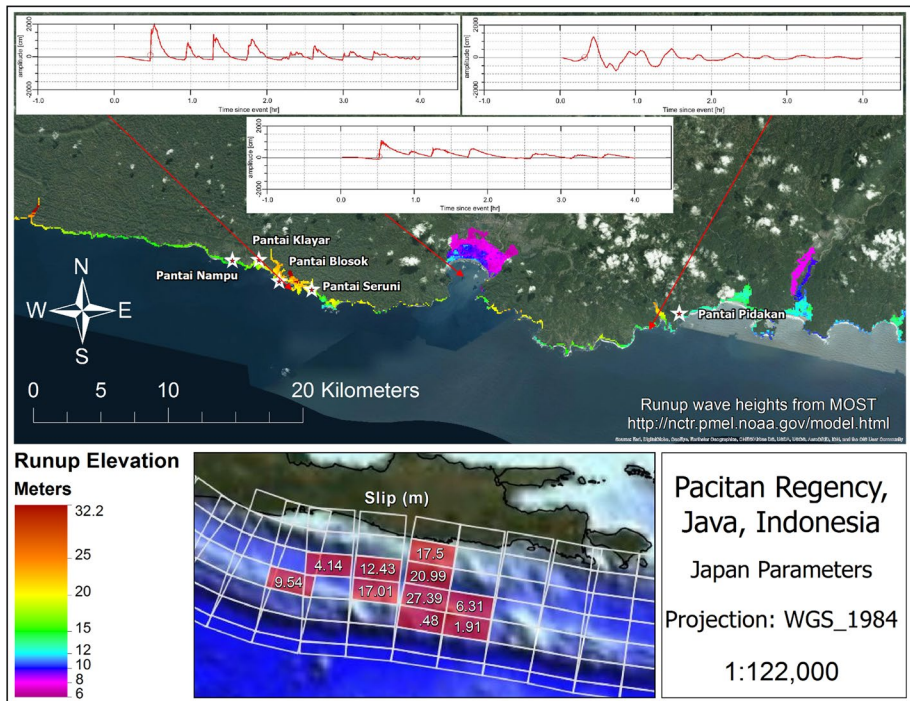 2000
0
-2000
amplitude [cm]
-1.0
0.0
1.0
2.0
3.0
4.0
Time since event [hr]
2000
0
-2000
amplitude [cm]
-1.0
0.0
1.0
2.0
3.0
4.0
Time since event [hr]
2000
0
-2000
amplitude [cm]
-1.0
0.0
1.0
2.0
3.0
4.0
Time since event [hr]
Pantai Klayar
Pantai Blosok
Pantai Nampu
Pantai Seruni
Pantai Pidakan
N
W
E
S
0
10
20 Kilometers
Runup wave heights from MOST
http://nctr.pmel.noaa.gov/model.html
Runup Elevation
Meters
32.2
25
20
15
12
10
8
6
Slip (m)
17.5
4.14
12.43
20.99
9.54
17.01
27.39
6.31
.48
1.91
Pacitan Regency,
Java, Indonesia
Japan Parameters
Projection: WGS_1984
1:122,000